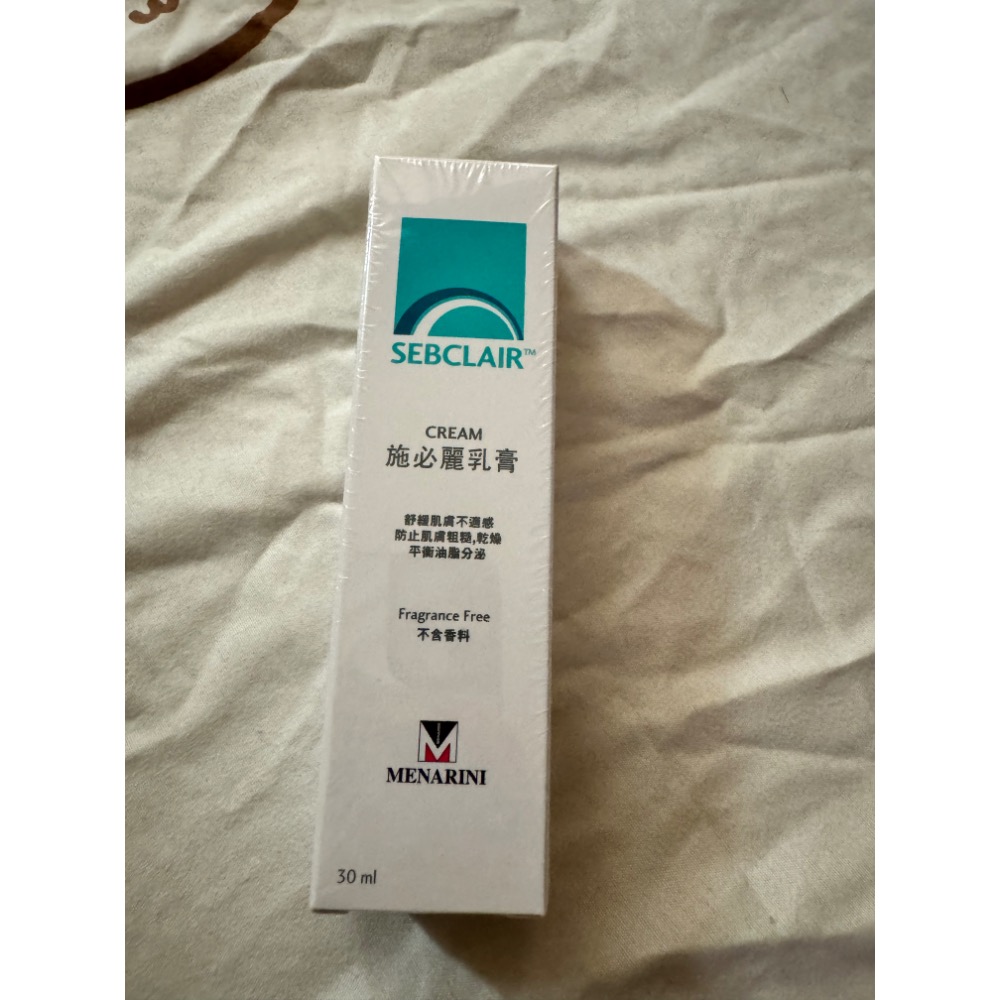 SEBCLAIR™
CREAM
施必麗乳膏
舒緩肌膚不適感
防止肌膚粗糙,乾燥
平衡油脂分泌
Fragrance Free
不含香料
MENARINI
30 ml